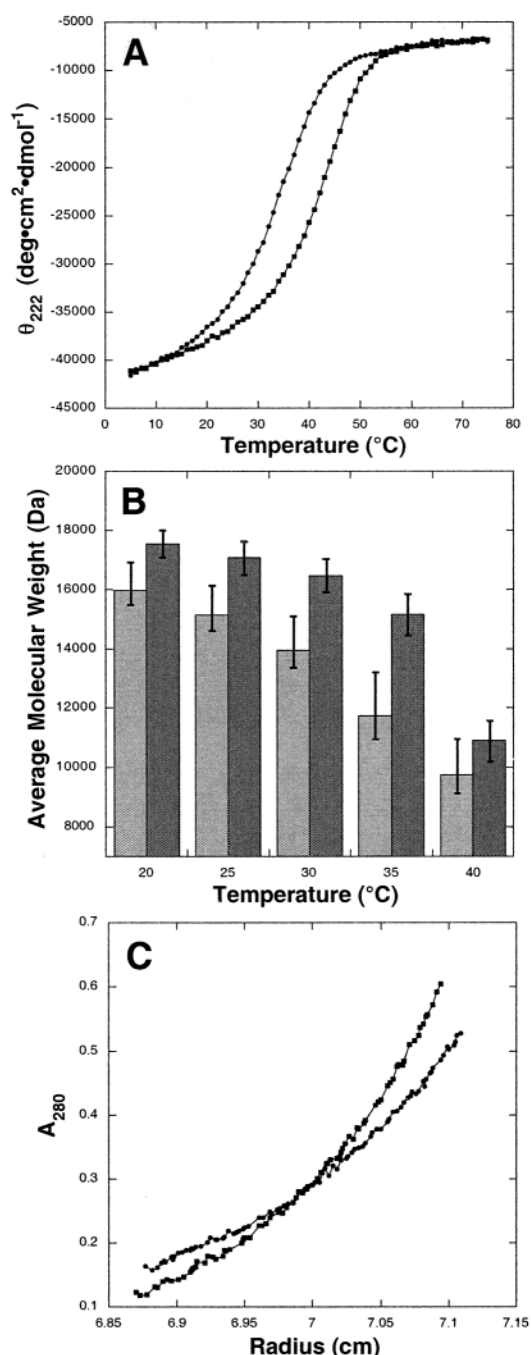 A
-5000
-10000
-15000
-20000
-25000
-30000
-35000
-40000
-45000
θ222 (deg•cm2•dmol-1)
0 10 20 30 40 50 60 70 80
Temperature (°C)
B
20000
18000
16000
14000
12000
10000
8000
Average Molecular Weight (Da)
20 25 30 35 40
Temperature (°C)
C
0.7
0.6
0.5
0.4
0.3
0.2
0.1
A280
6.85 6.9 6.95 7 7.05 7.1 7.15
Radius (cm)